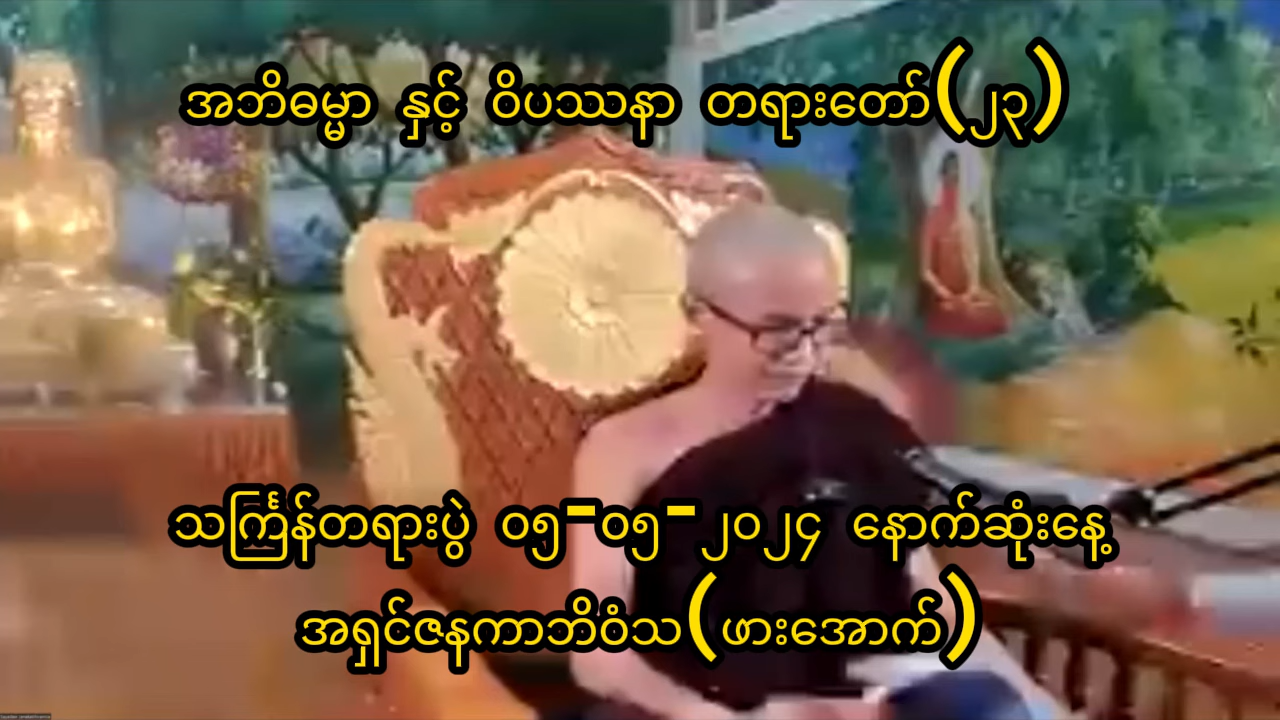 အဘိဓမ္မာ နှင့် ဝိပဿနာ တရားတော်(၂၃)
သင်္ကြန်တရားပွဲ ၀၅-၀၅-၂၀၂၄ နောက်ဆုံးနေ့
အရှင်ဇနကာဘိဝံသ(ဖားအောက်)